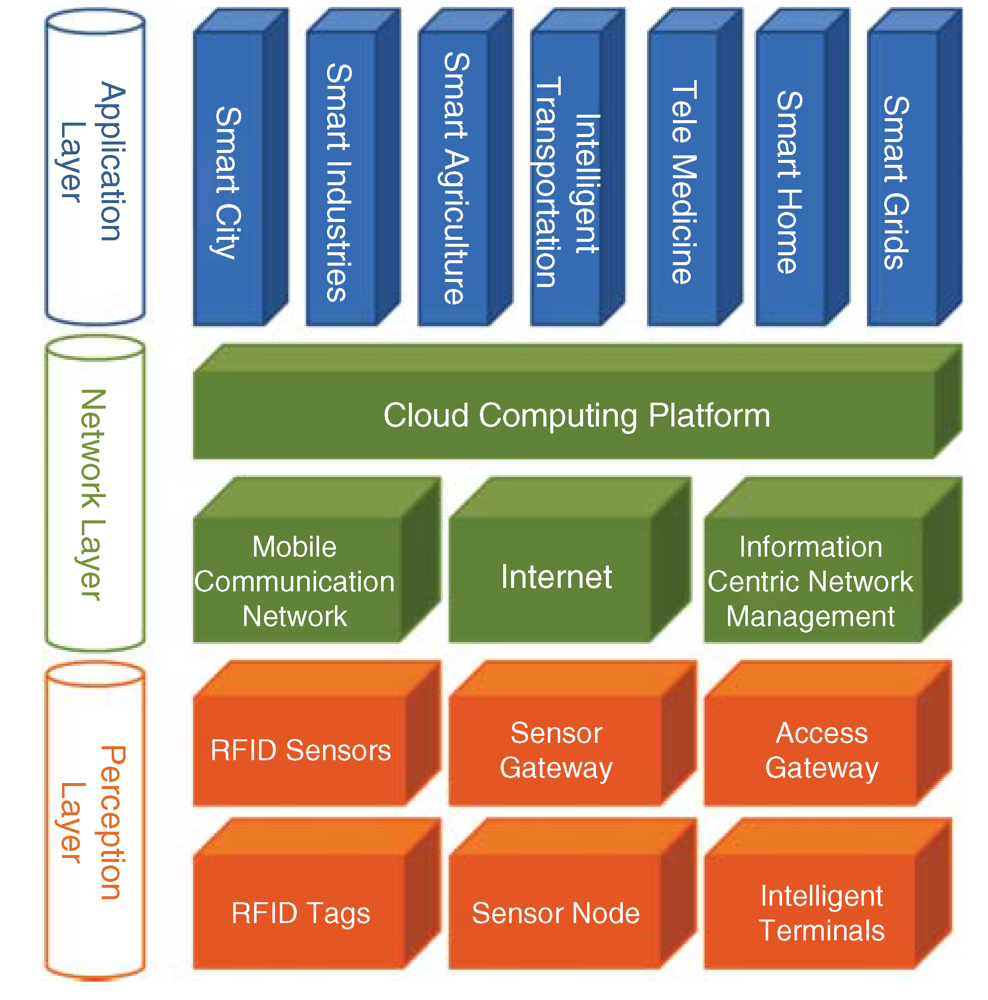 Application
Layer
Smart City
Smart Industries
Smart Agriculture
Intelligent
Transportation
Tele Medicine
Smart Home
Smart Grids
Network Layer
Cloud Computing Platform
Mobile
Communication
Network
Internet
Information
Centric Network
Management
Perception
Layer
RFID Sensors
Sensor
Gateway
Access
Gateway
RFID Tags
Sensor Node
Intelligent
Terminals